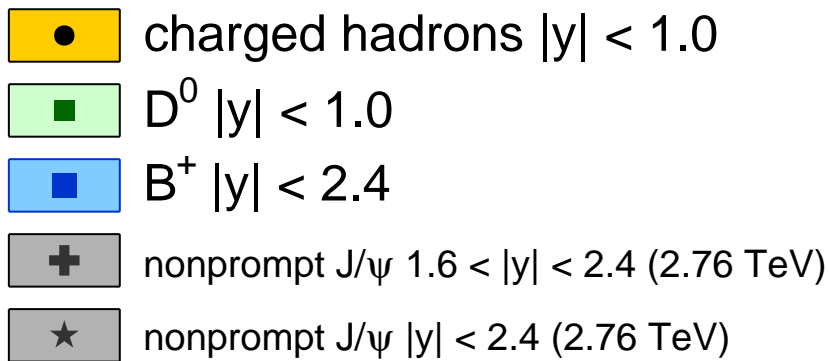 charged hadrons |y| < 1.0
D⁰ |y| < 1.0
B⁺ |y| < 2.4
nonprompt J/ψ 1.6 < |y| < 2.4 (2.76 TeV)
nonprompt J/ψ |y| < 2.4 (2.76 TeV)